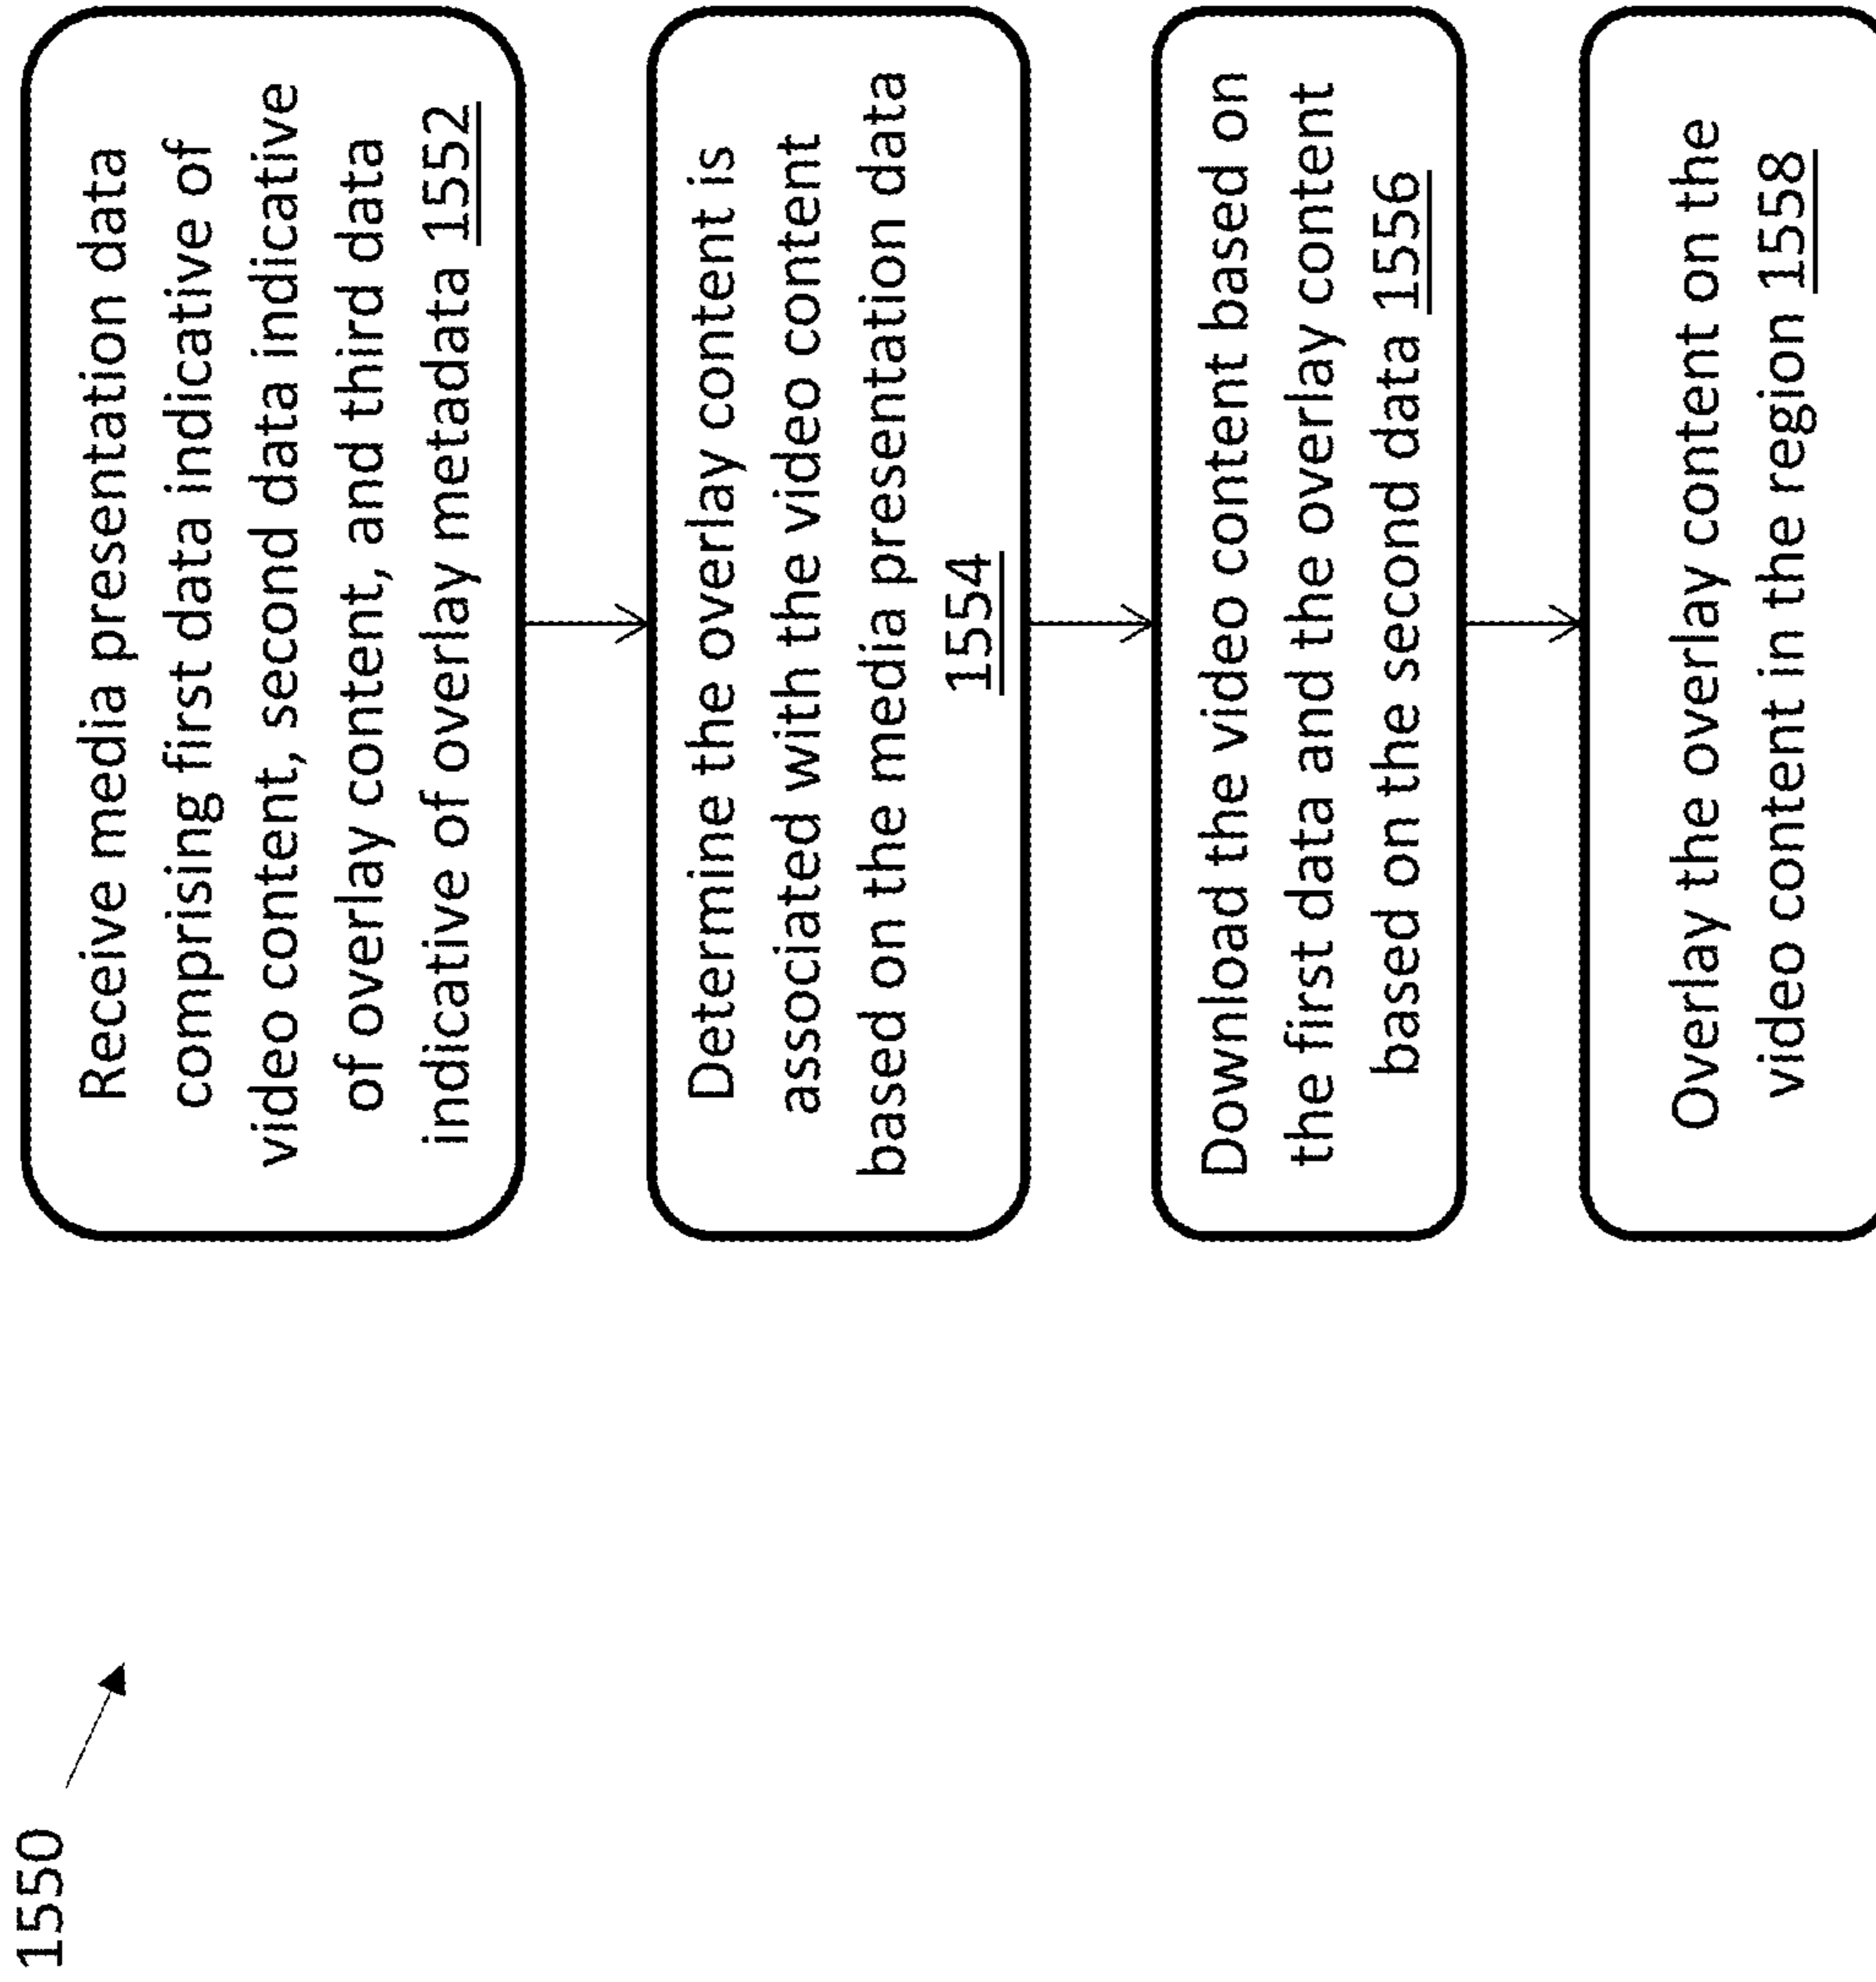 1550
Receive media presentation data
comprising first data indicative of
video content, second data indicative
of overlay content, and third data
indicative of overlay metadata 1552
Determine the overlay content is
associated with the video content
based on the media presentation data
1554
Download the video content based on
the first data and the overlay content
based on the second data 1556
Overlay the overlay content on the
video content in the region 1558